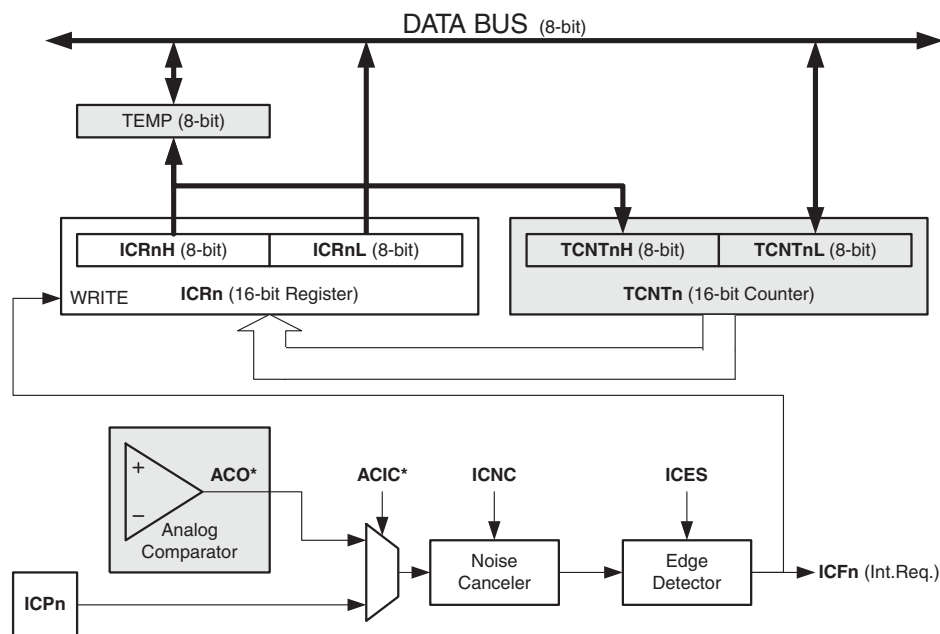 DATA BUS (8-bit)
TEMP (8-bit)
ICRnH (8-bit)
ICRnL (8-bit)
TCNTnH (8-bit)
TCNTnL (8-bit)
WRITE
ICRn (16-bit Register)
TCNTn (16-bit Counter)
+
−
ACO*
Analog
Comparator
ACIC*
ICNC
ICES
Noise
Canceler
Edge
Detector
ICFn (Int.Req.)
ICPn